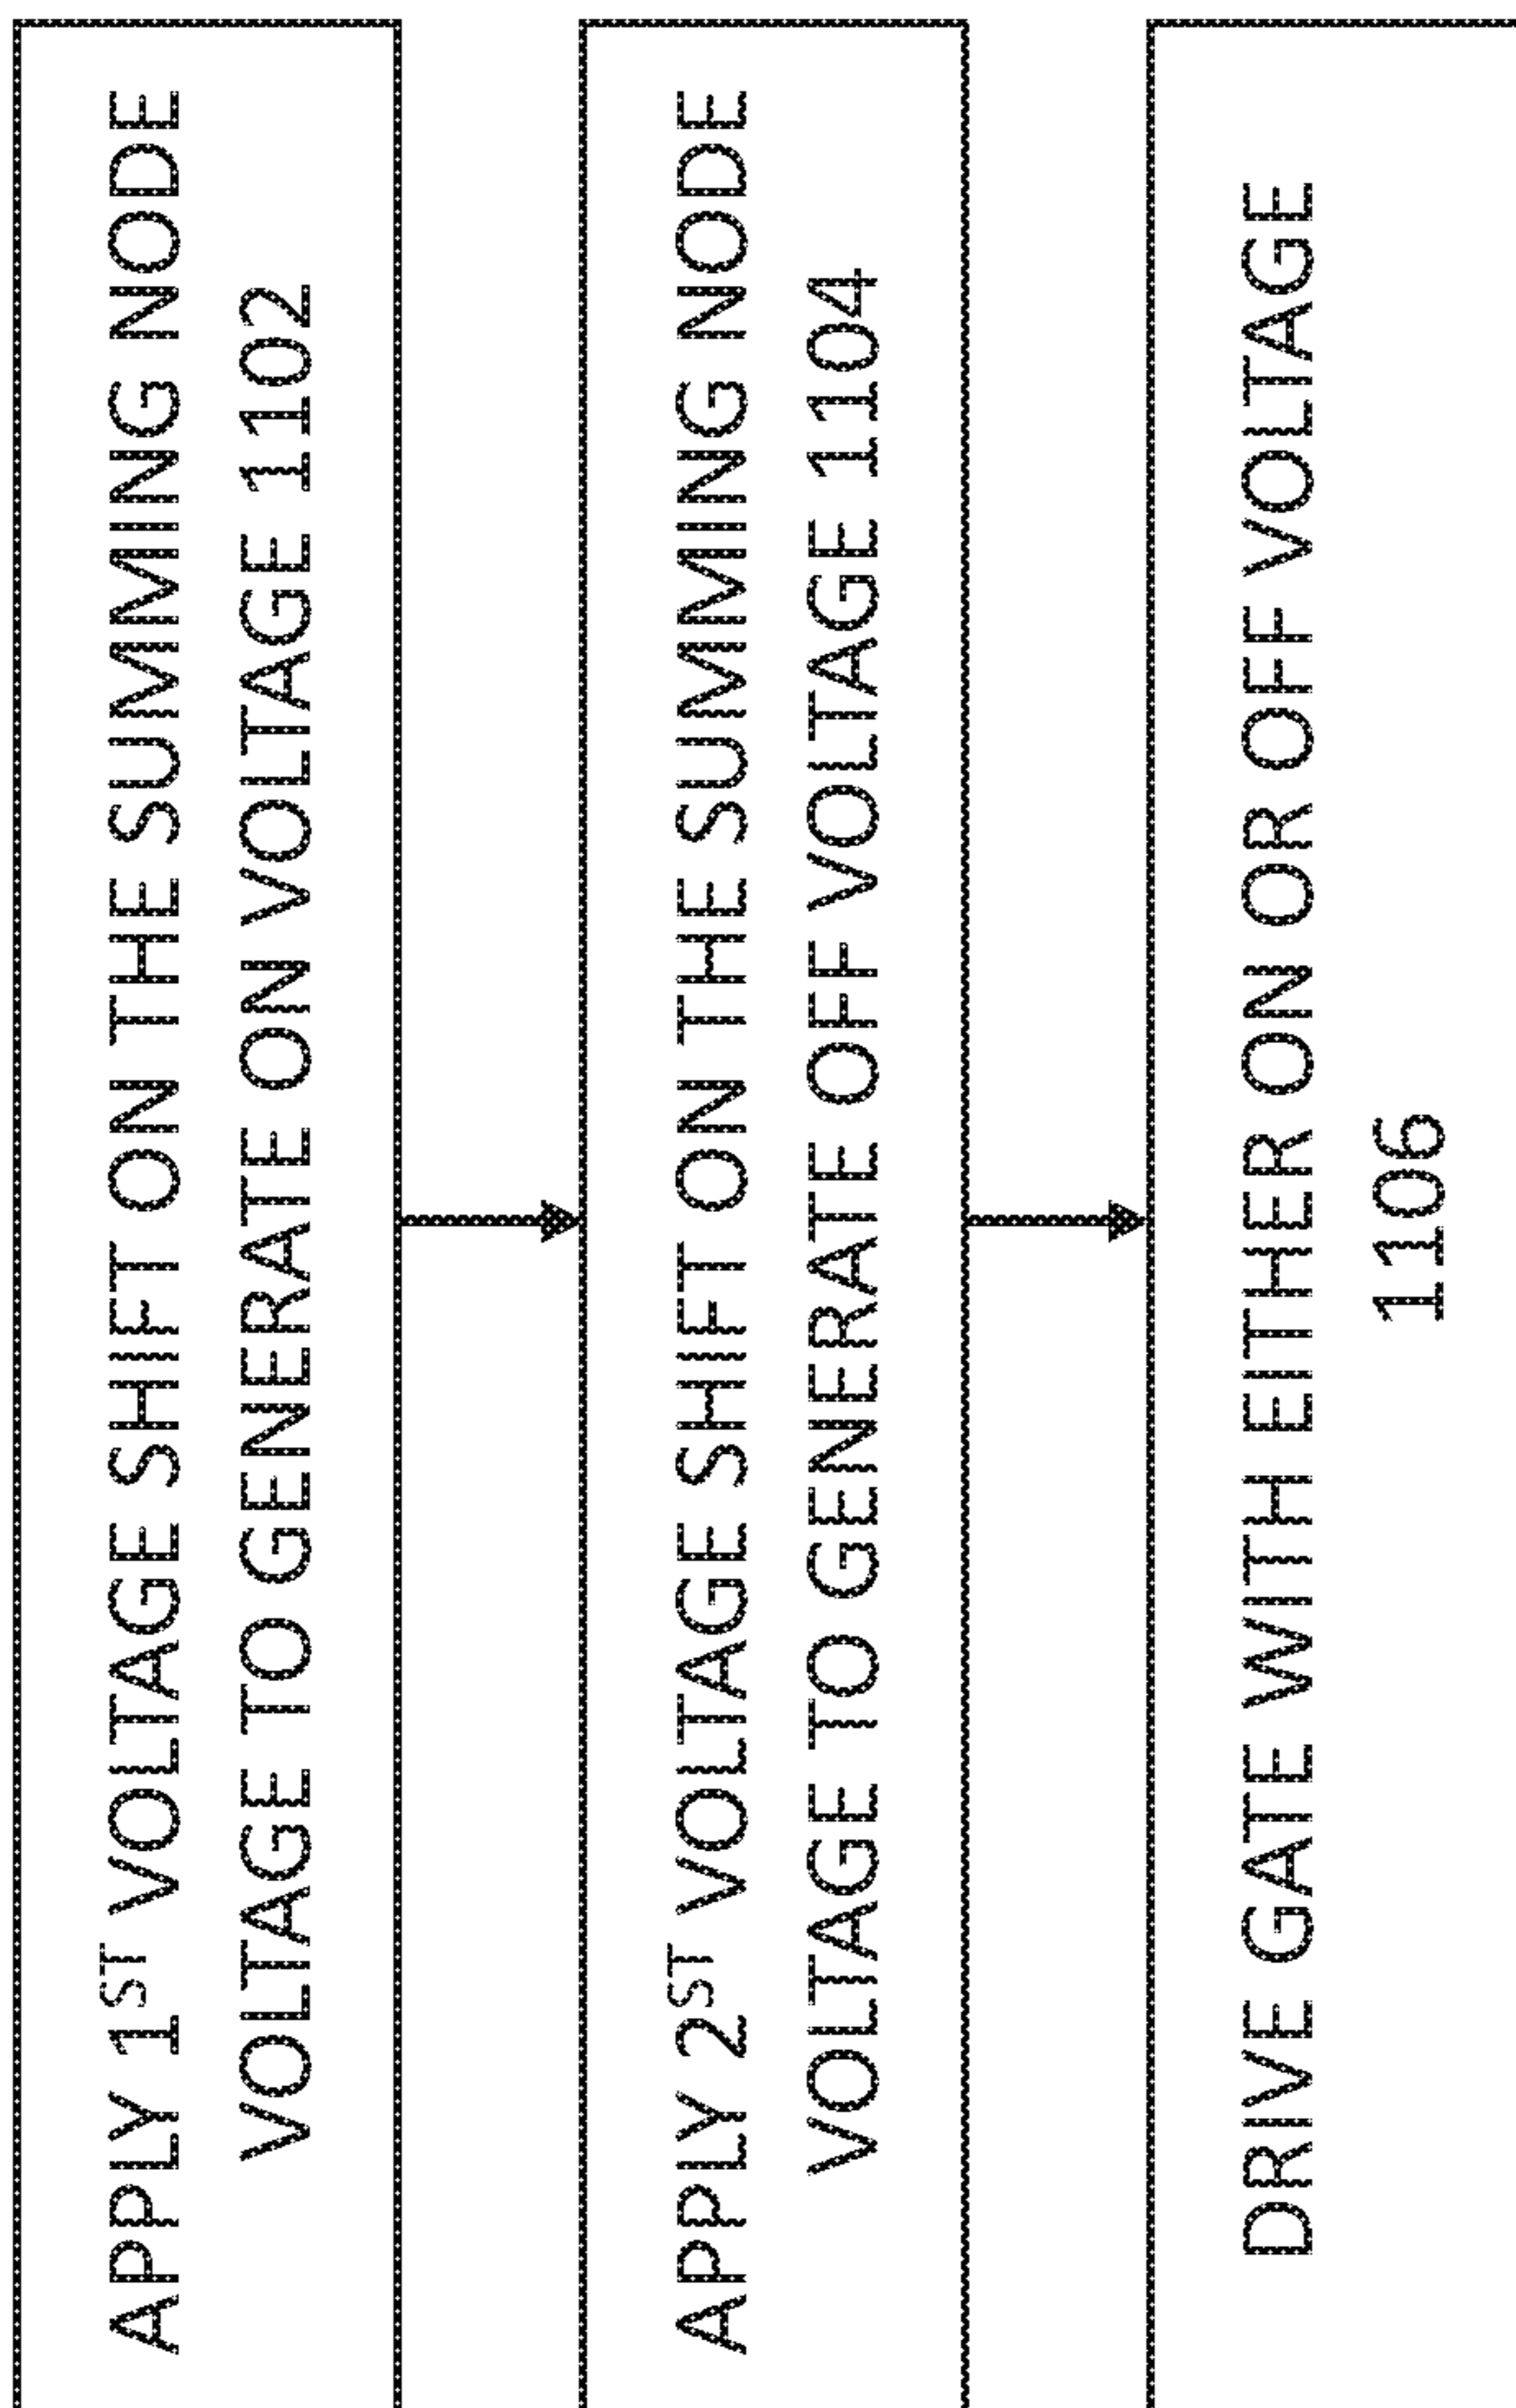 APPLY 1ST VOLTAGE SHIFT ON THE SUMMING NODE
VOLTAGE TO GENERATE ON VOLTAGE 1102
APPLY 2ST VOLTAGE SHIFT ON THE SUMMING NODE
VOLTAGE TO GENERATE OFF VOLTAGE 1104
DRIVE GATE WITH EITHER ON OR OFF VOLTAGE
1106